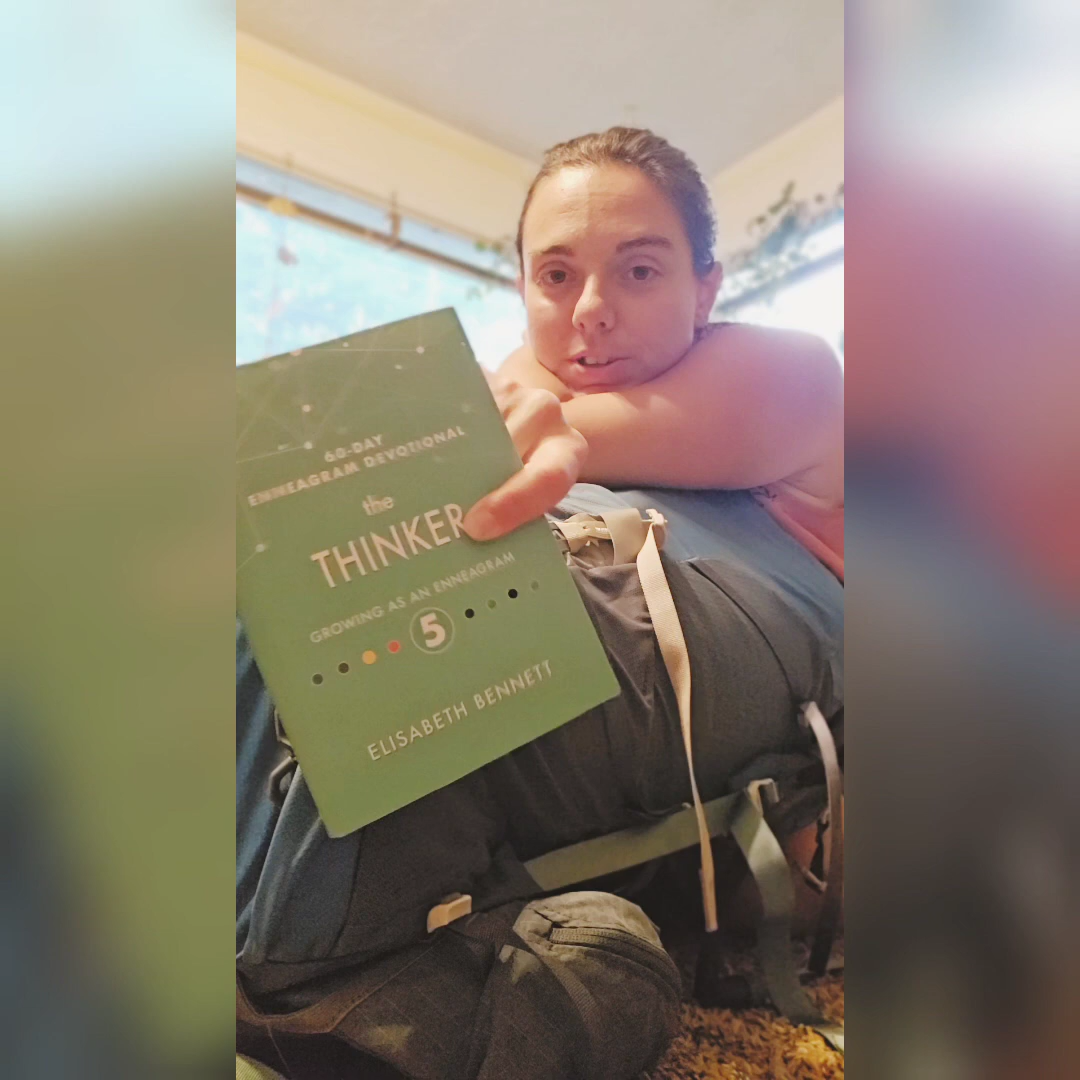 60-DAY
ENNEAGRAM DEVOTIONAL
the
THINKER
GROWING AS AN ENNEAGRAM
5
ELISABETH BENNETT